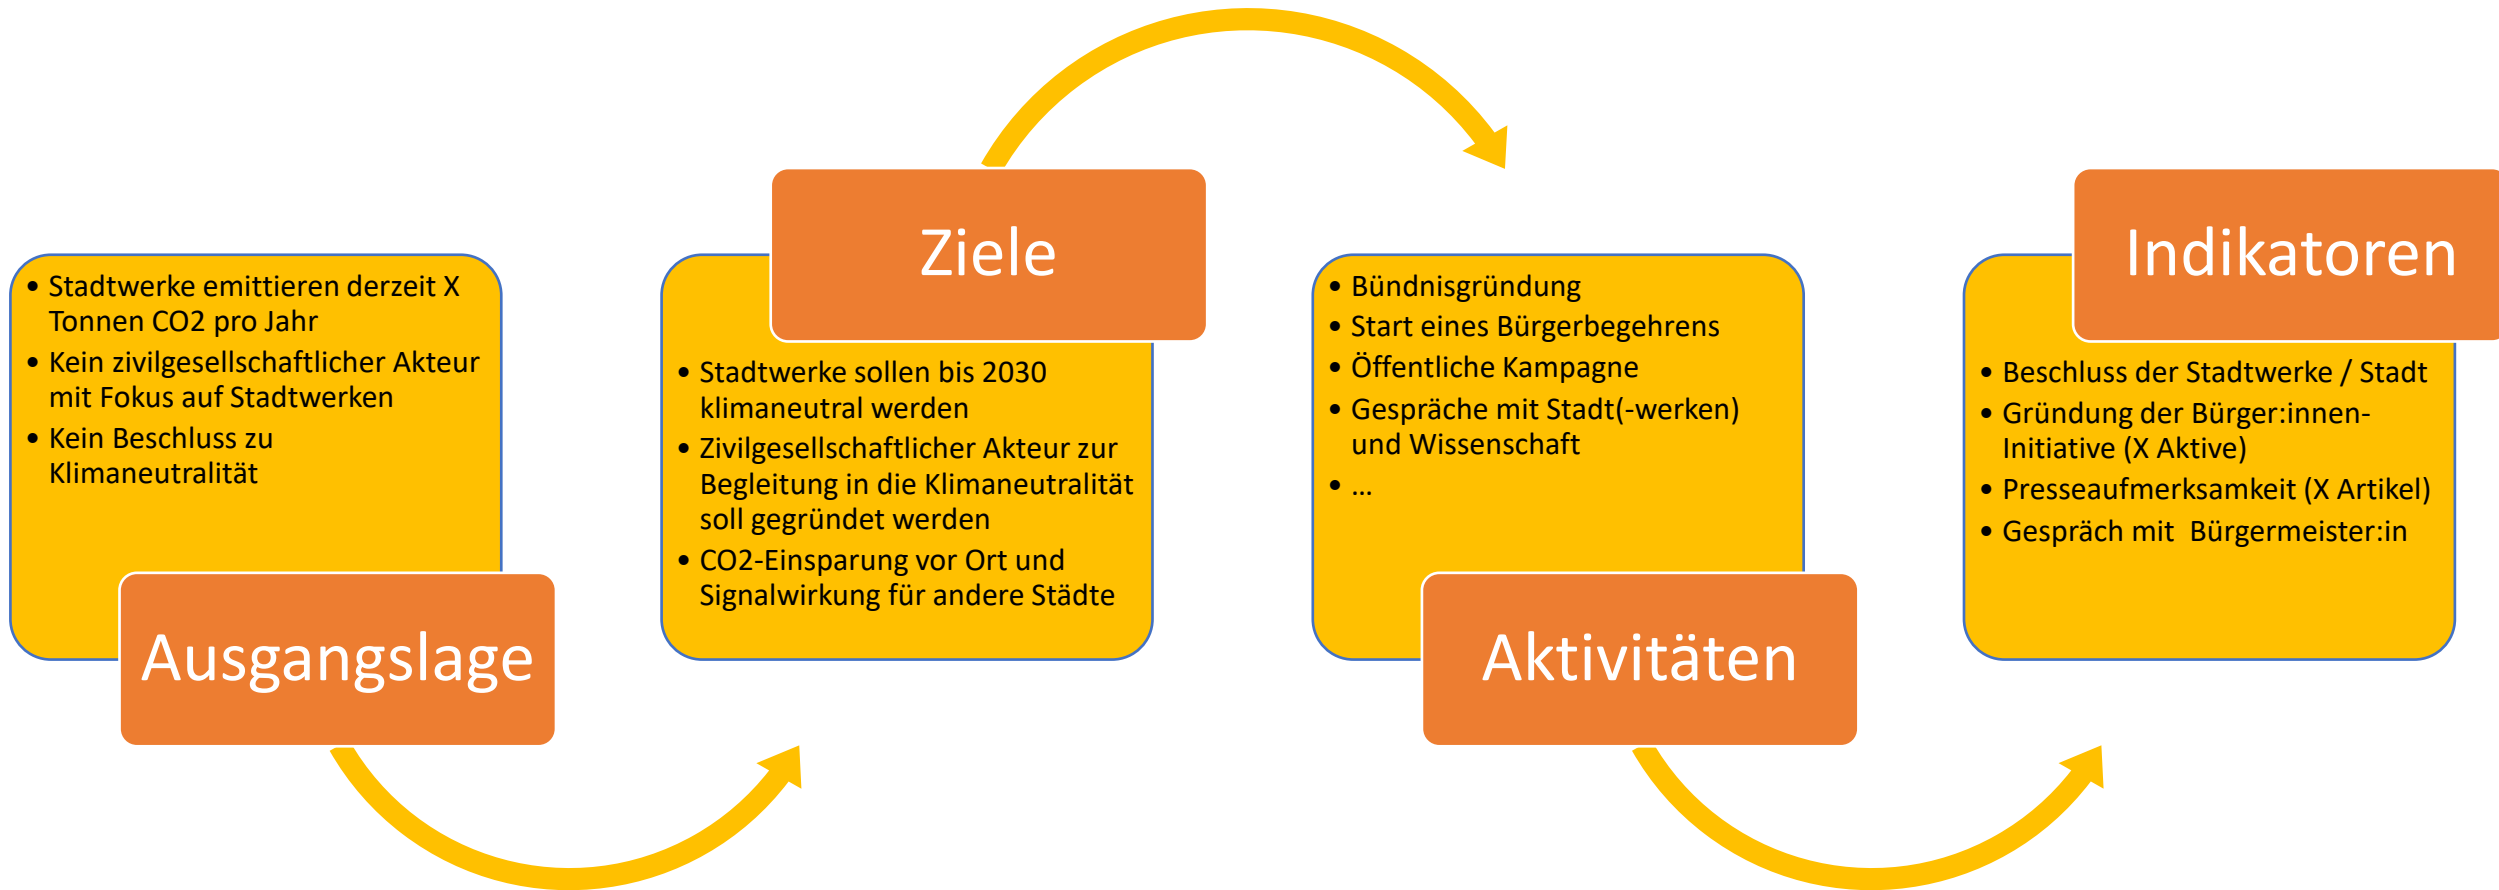 • Stadtwerke emittieren derzeit X
Tonnen CO2 pro Jahr
• Kein zivilgesellschaftlicher Akteur
mit Fokus auf Stadtwerken
• Kein Beschluss zu
Klimaneutralität
Ausgangslage
Ziele
• Stadtwerke sollen bis 2030
klimaneutral werden
• Zivilgesellschaftlicher Akteur zur
Begleitung in die Klimaneutralität
soll gegründet werden
• CO2-Einsparung vor Ort und
Signalwirkung für andere Städte
• Bündnisgründung
• Start eines Bürgerbegehrens
• Öffentliche Kampagne
• Gespräche mit Stadt(-werken)
und Wissenschaft
• ...
Aktivitäten
Indikatoren
• Beschluss der Stadtwerke / Stadt
• Gründung der Bürger:innen-
Initiative (X Aktive)
• Presseaufmerksamkeit (X Artikel)
• Gespräch mit  Bürgermeister:in